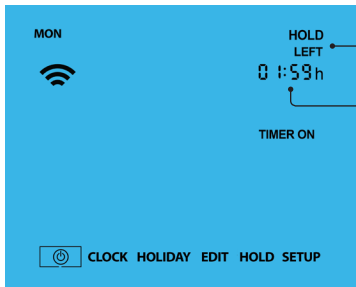 MON
HOLD
LEFT
01:59h
TIMER ON
CLOCK HOLIDAY EDIT HOLD SETUP